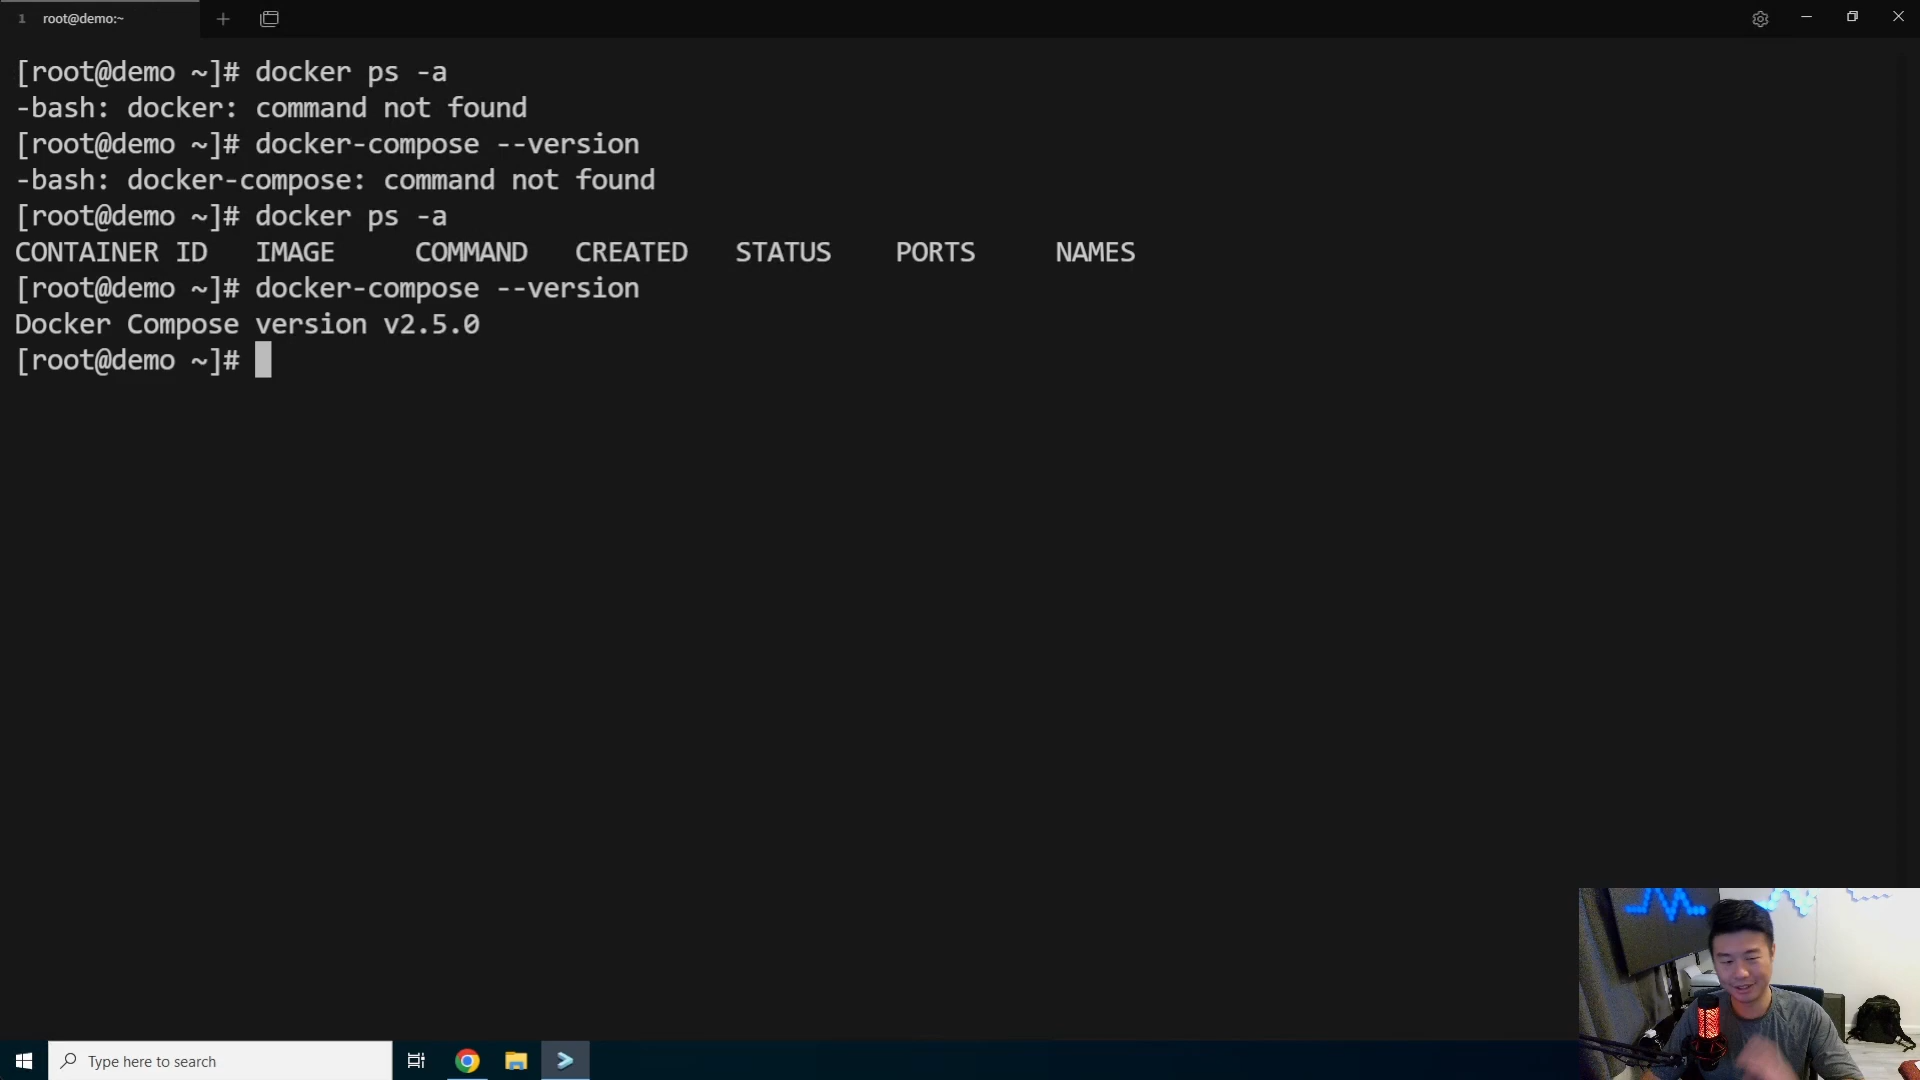 1 root@demo:~
[root@demo ~]# docker ps -a
-bash: docker: command not found
[root@demo ~]# docker-compose --version
-bash: docker-compose: command not found
[root@demo ~]# docker ps -a
CONTAINER ID IMAGE COMMAND CREATED STATUS PORTS NAMES
[root@demo ~]# docker-compose --version
Docker Compose version v2.5.0
[root@demo ~]#
Type here to search